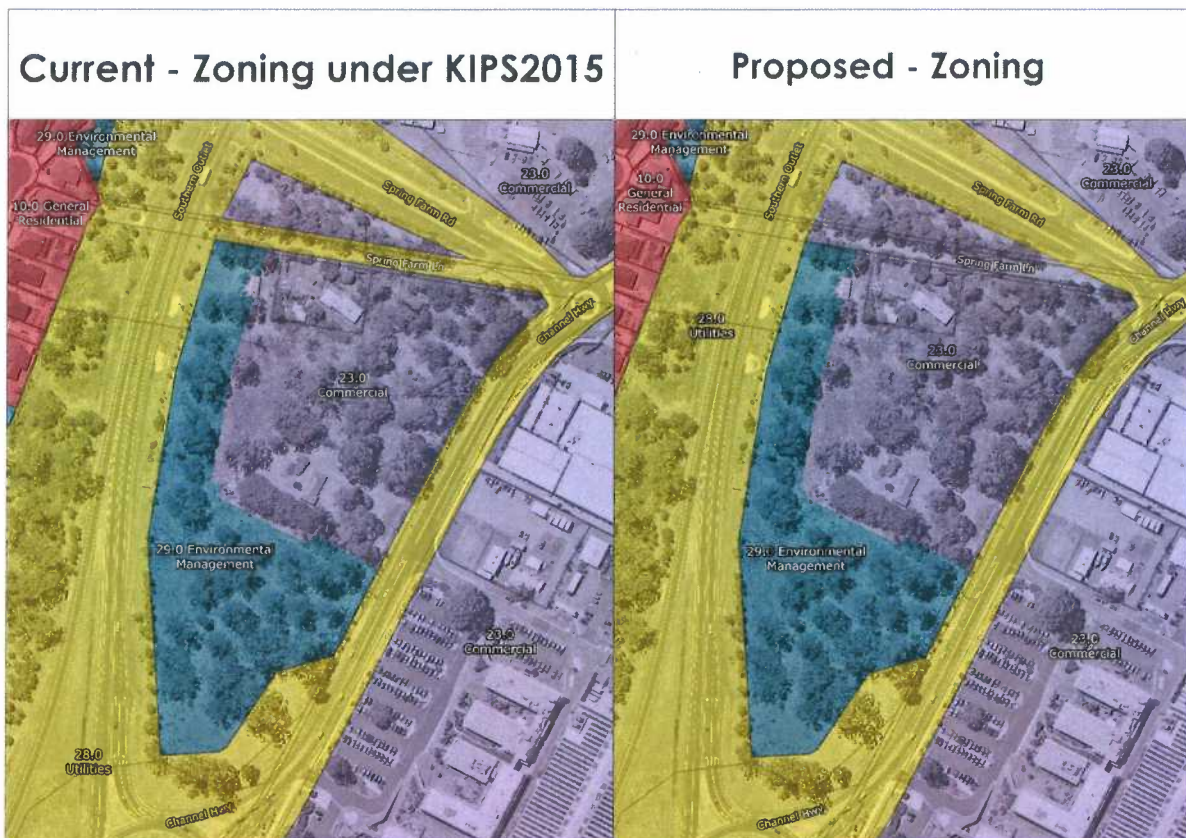 Current - Zoning under KIPS2015
Proposed - Zoning
29.0 Environmental
Management
Southern Outlet
23.0
Commercial
Spring Farm Rd
10.0 General
Residential
Spring Farm Ln
Channel Hwy
23.0
Commercial
29.0 Environmental
Management
23.0
Commercial
28.0
Utilities
Channel Hwy
29.0 Environmental
Management
Southern Outlet
23.0
Commercial
10.0
General
Residential
Spring Farm Rd
Spring Farm Ln
Channel Hwy
28.0
Utilities
23.0
Commercial
29.0 Environmental
Management
23.0
Commercial
Channel Hwy